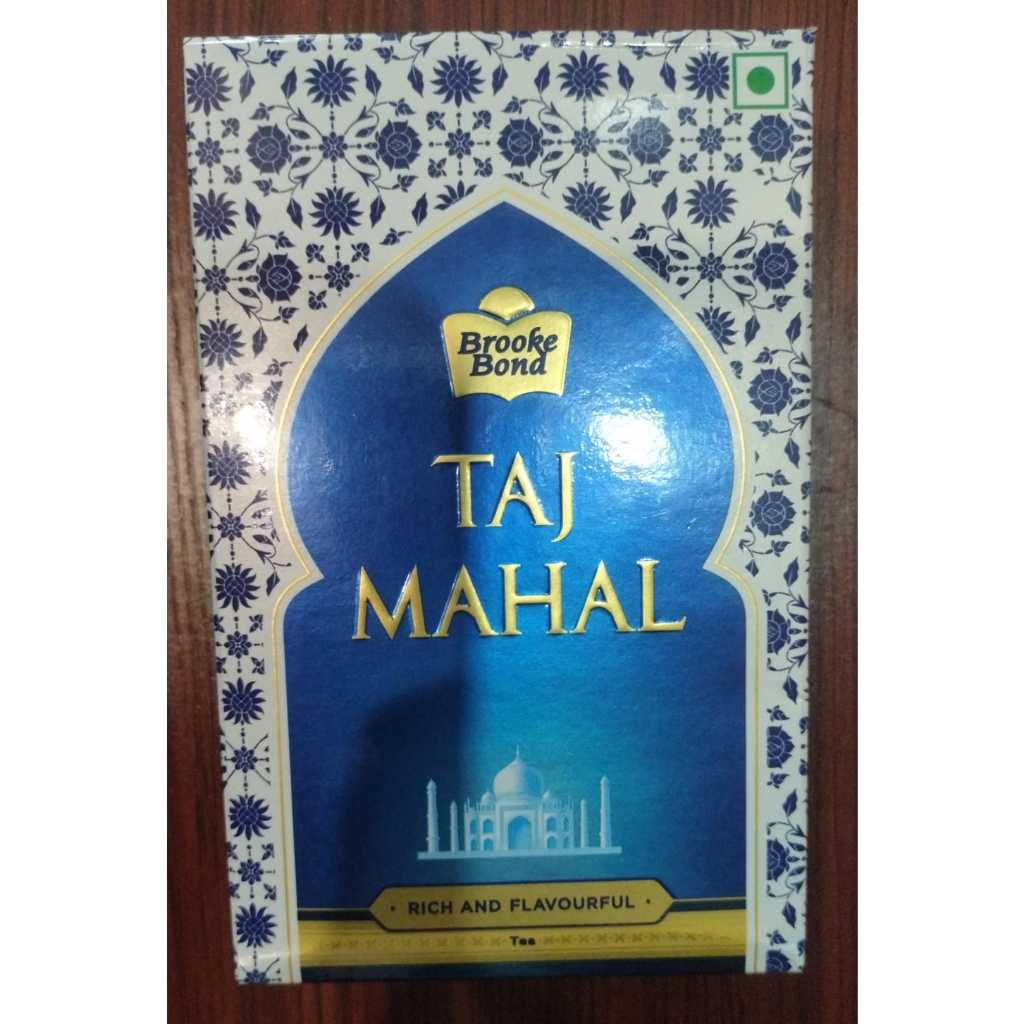 Brooke
Bond
TAJ
MAHAL
· RICH AND FLAVOURFUL ·
Tea